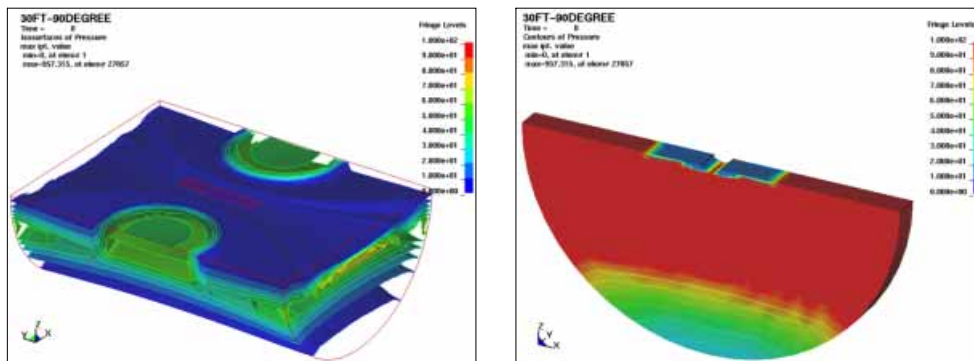 30FT-90DEGREE
Time = 0
Isosurfaces of Pressure
max ipt. value
min=0, at elem# 1
max=957.315, at elem# 27057
Fringe Levels
1.000e+02
9.000e+01
8.000e+01
7.000e+01
6.000e+01
5.000e+01
4.000e+01
3.000e+01
2.000e+01
1.000e+01
0.000e+00
Z
Y X
30FT-90DEGREE
Time = 0
Contours of Pressure
max ipt. value
min=0, at elem# 1
max=957.315, at elem# 27057
Fringe Levels
1.000e+02
9.000e+01
8.000e+01
7.000e+01
6.000e+01
5.000e+01
4.000e+01
3.000e+01
2.000e+01
1.000e+01
0.000e+00
Z
X